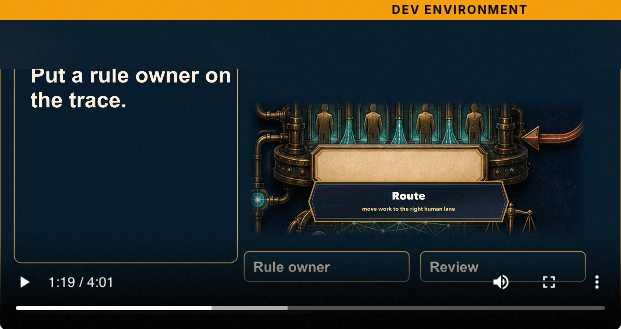 DEV ENVIRONMENT
Put a rule owner on
the trace.
Route
move work to the right human lane
Rule owner
Review
1:19 / 4:01